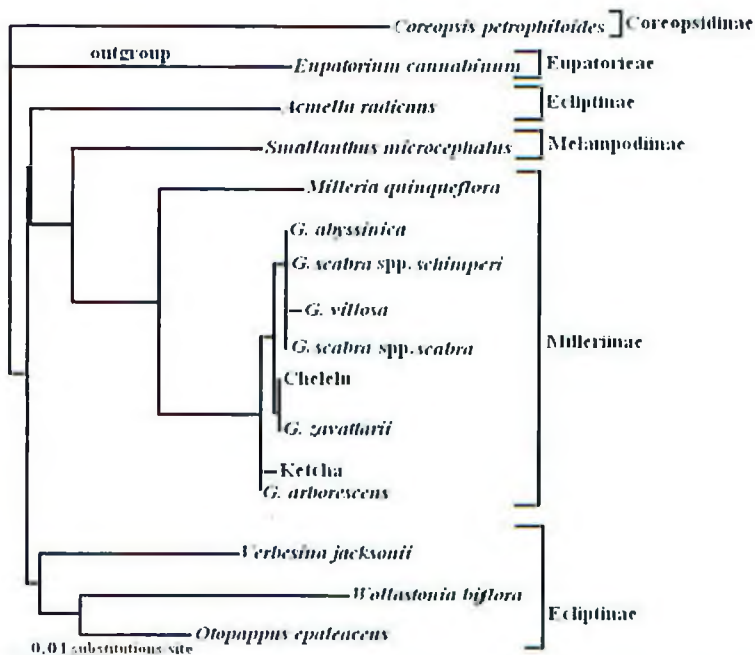 Coreopsis petrophiloides Coreopsidinae
outgroup
Eupatorium cannabinum Eupatorieae
Acmella radicans Ecliptinae
Smallanthus microcephalus Melampodiinae
Milleria quinqueflora
G. abyssinica
G. scabra spp. schimperi
G. villosa
Milleriinae
G. scabra spp. scabra
Chelelu
G. zavattarii
Ketcha
G. arborescens
Verbesina jacksonii
Wollastonia biflora
Ecliptinae
Otopappus epaleaceus
0,01 substitutions/site